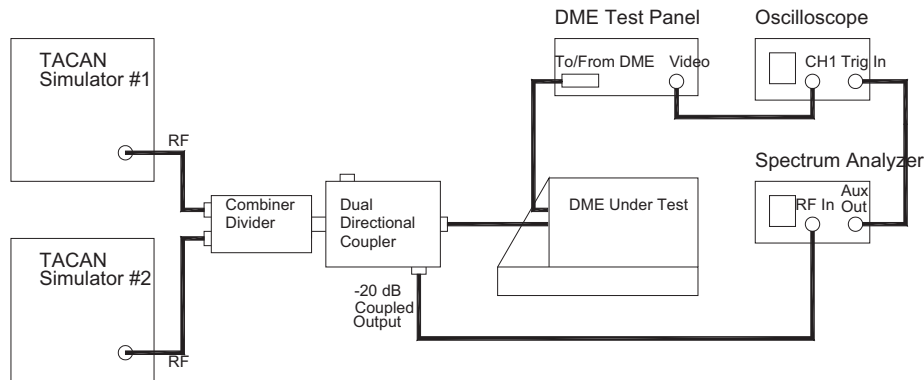 DME Test Panel
Oscilloscope
TACAN
Simulator #1
To/From DME
Video
CH1 Trig In
RF
Spectrum Analyzer
Combiner
Divider
Dual
Directional
Coupler
DME Under Test
RF In
Aux
Out
TACAN
Simulator #2
-20 dB
Coupled
Output
RF